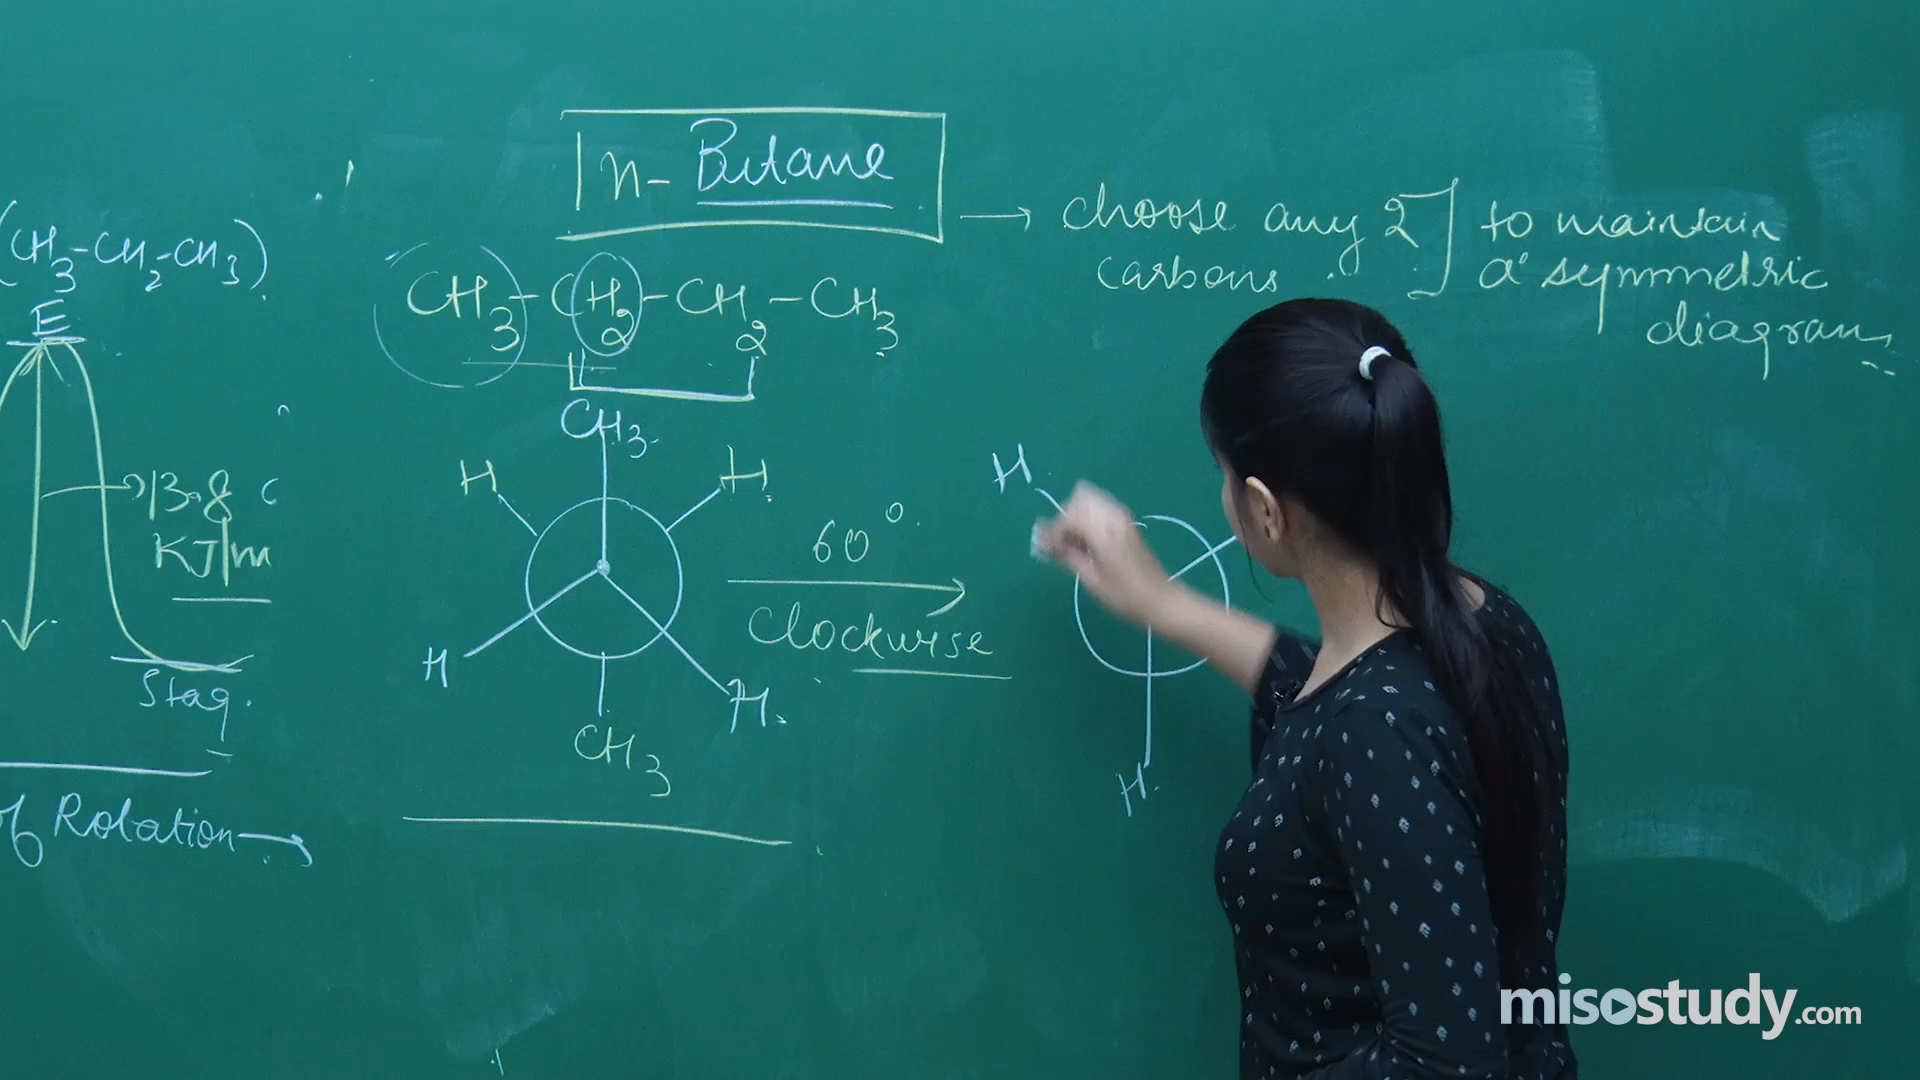 n-Butane
(CH3-CH2-CH3)
E
13.8
KJ/m
Stag.
of Rotation →
CH3-CH2-CH2-CH3
→ choose any 2] to maintain
carbons. a symmetric
diagram
CH3
H
H
H
H
CH3
60°
Clockwise
H
H
misostudy.com